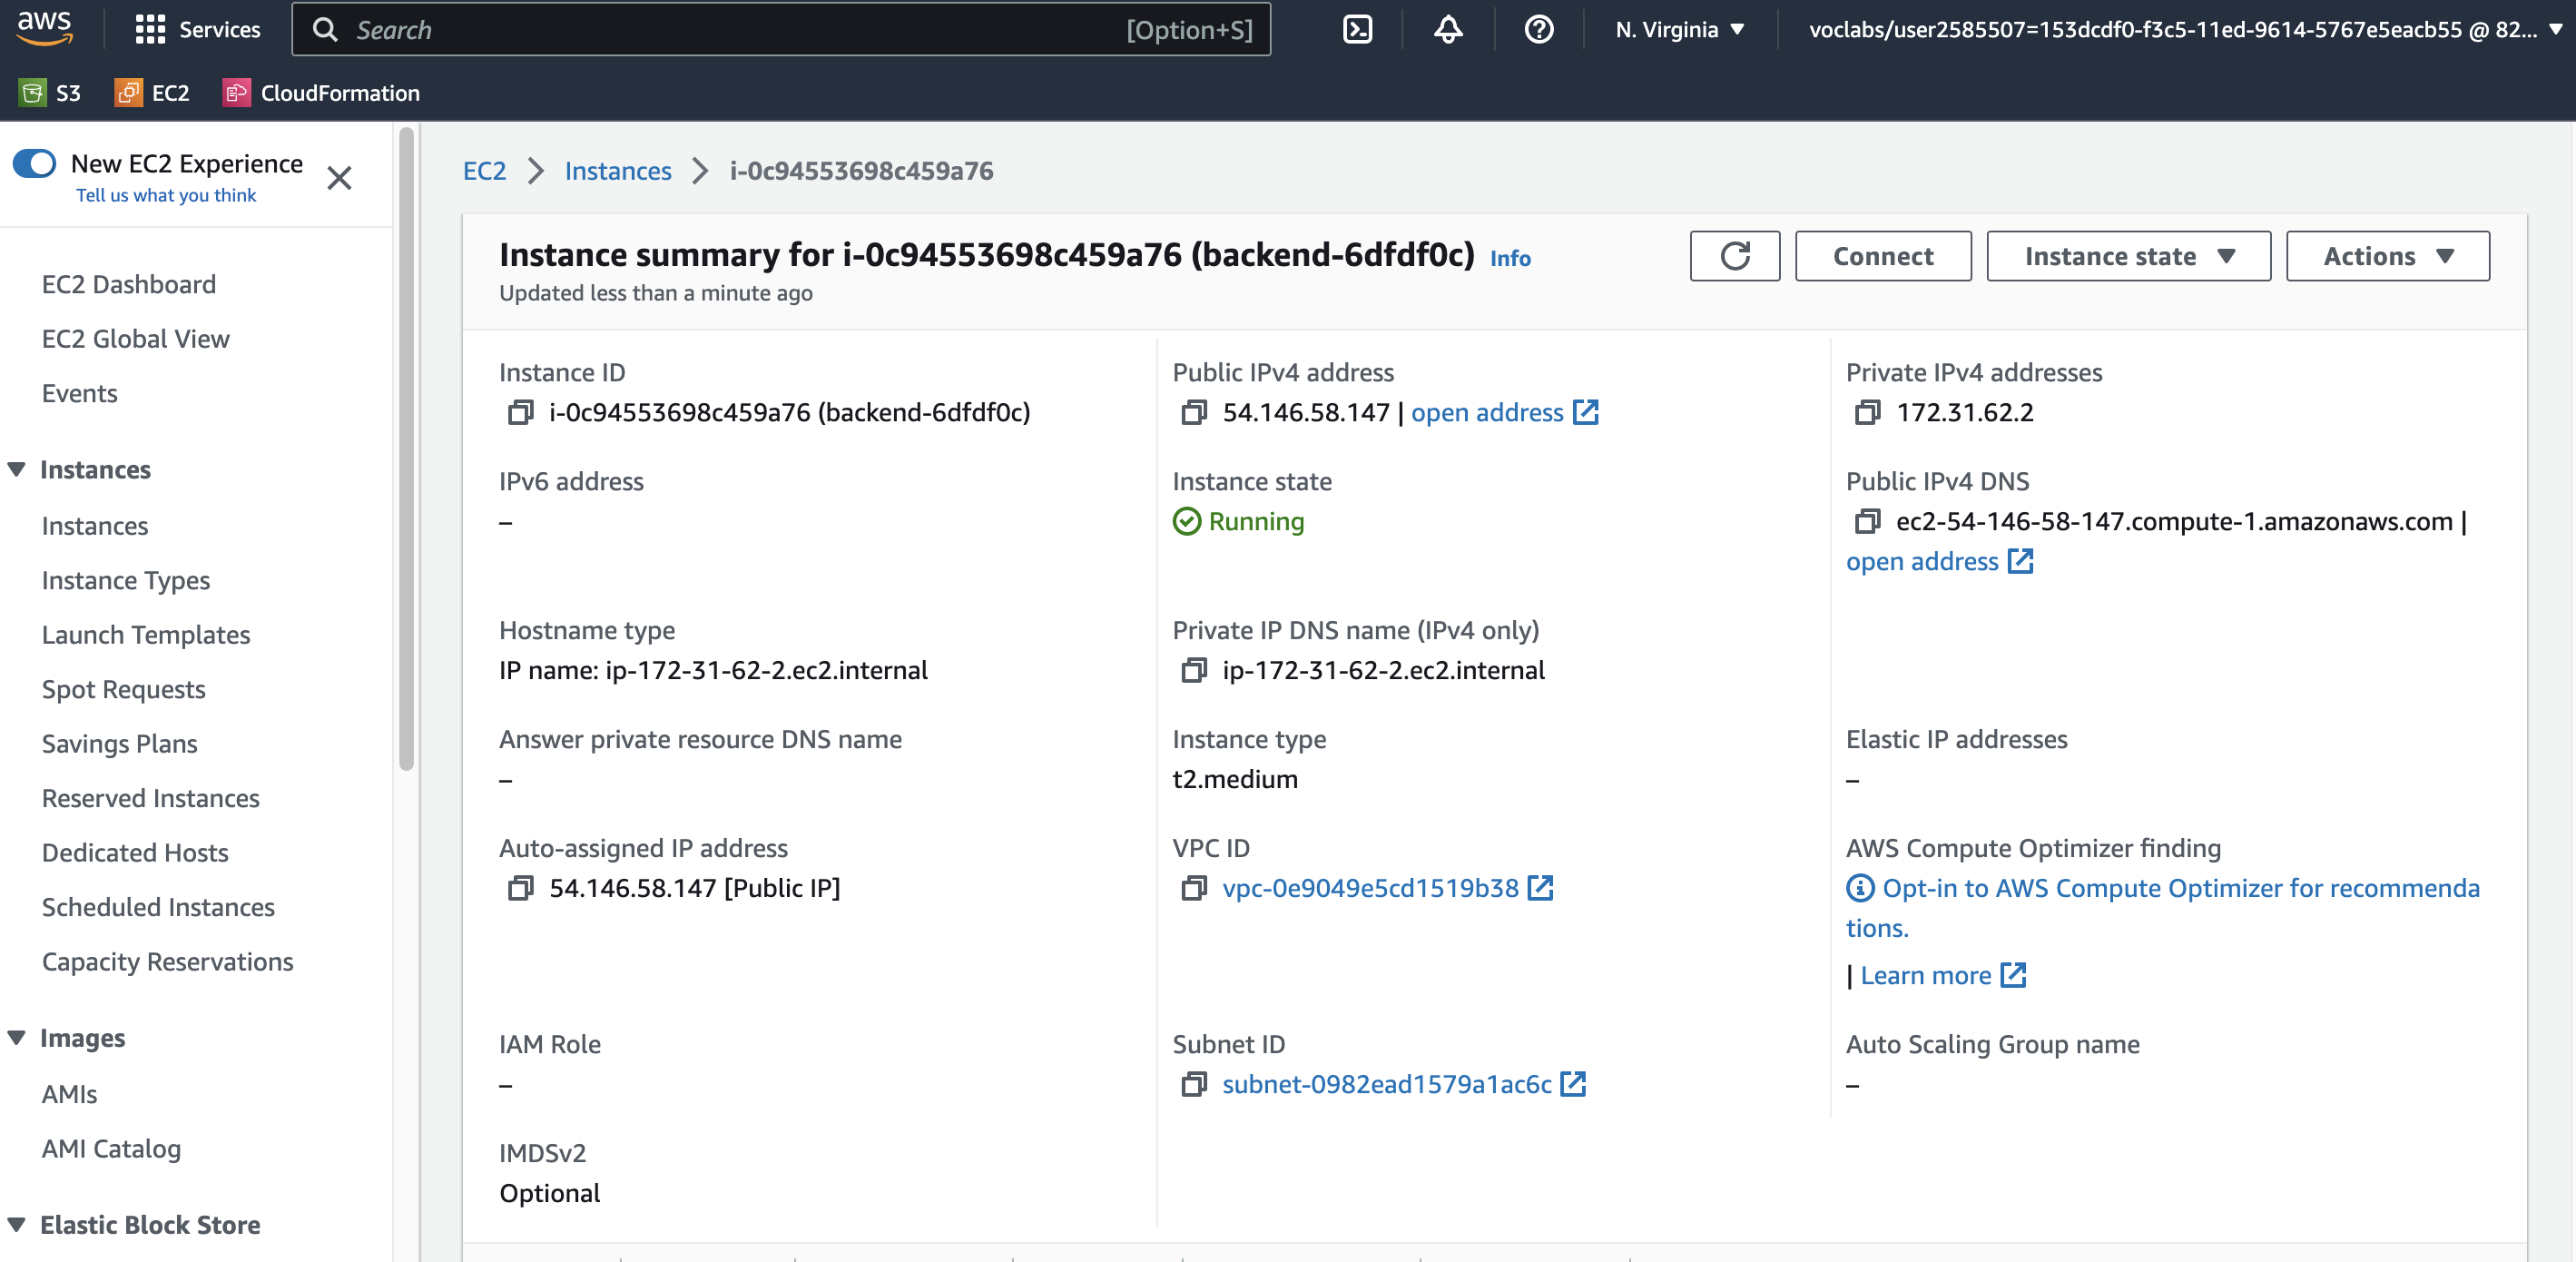 aws
Services
Search
[Option+S]
N. Virginia
voclabs/user2585507=153dcdf0-f3c5-11ed-9614-5767e5eacb55 @ 82...
S3
EC2
CloudFormation
New EC2 Experience
Tell us what you think
EC2 Dashboard
EC2 Global View
Events
Instances
Instances
Instance Types
Launch Templates
Spot Requests
Savings Plans
Reserved Instances
Dedicated Hosts
Scheduled Instances
Capacity Reservations
Images
AMIs
AMI Catalog
Elastic Block Store
EC2 > Instances > i-0c94553698c459a76
Instance summary for i-0c94553698c459a76 (backend-6dfdf0c) Info
Updated less than a minute ago
Connect
Instance state
Actions
Instance ID
i-0c94553698c459a76 (backend-6dfdf0c)
Public IPv4 address
54.146.58.147 | open address
Private IPv4 addresses
172.31.62.2
IPv6 address
–
Instance state
Running
Public IPv4 DNS
ec2-54-146-58-147.compute-1.amazonaws.com |
open address
Hostname type
IP name: ip-172-31-62-2.ec2.internal
Private IP DNS name (IPv4 only)
ip-172-31-62-2.ec2.internal
Answer private resource DNS name
–
Instance type
t2.medium
Elastic IP addresses
–
Auto-assigned IP address
54.146.58.147 [Public IP]
VPC ID
vpc-0e9049e5cd1519b38
AWS Compute Optimizer finding
Opt-in to AWS Compute Optimizer for recommenda
tions.
| Learn more
IAM Role
–
Subnet ID
subnet-0982ead1579a1ac6c
Auto Scaling Group name
–
IMDSv2
Optional